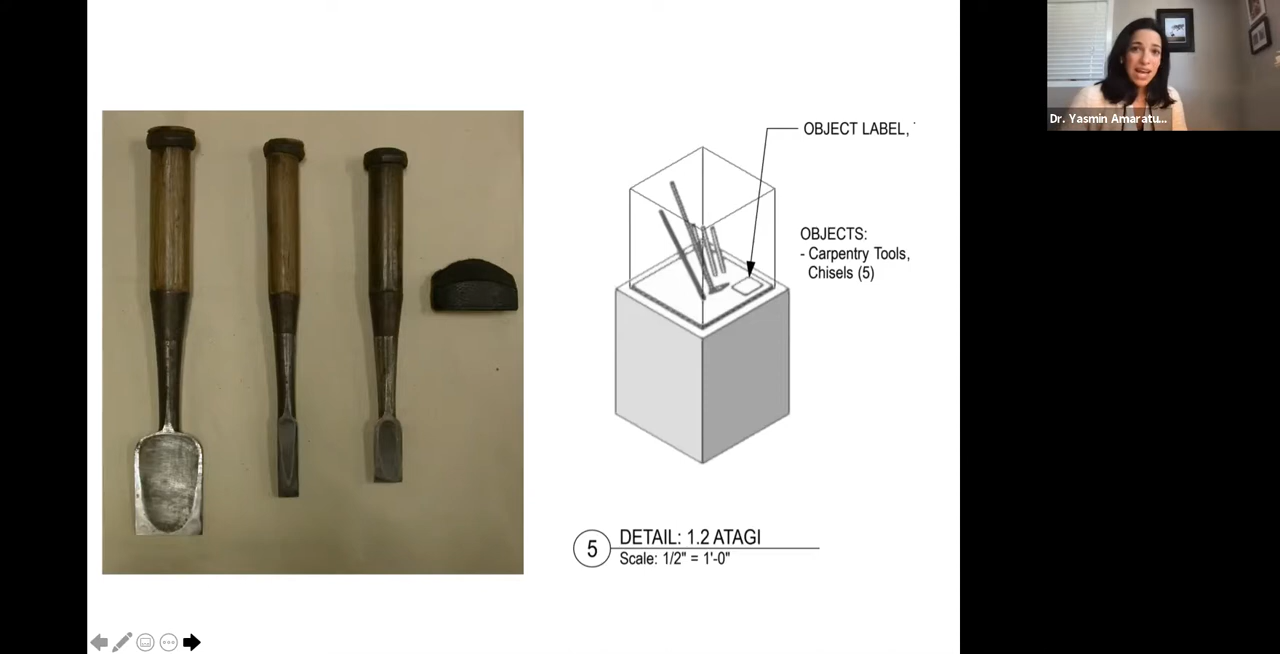 OBJECT LABEL,
OBJECTS:
- Carpentry Tools,
Chisels (5)
5
DETAIL: 1.2 ATAGI
Scale: 1/2" = 1'-0"
Dr. Yasmin Amaratu...